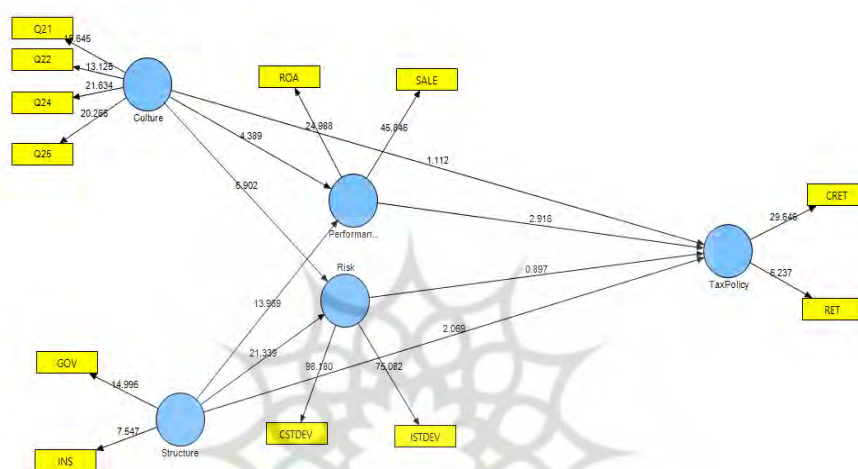 Q21
16.645
Q22
13.125
Q24
21.634
Q25
20.266
Culture
ROA
SALE
24.988
45.846
4.389
1.112
6.902
Performan...
2.916
CRET
29.646
TaxPolicy
6.237
RET
Risk
0.897
13.969
2.069
GOV
14.996
21.339
98.180
75.082
INS
7.547
Structure
CSTDEV
ISTDEV